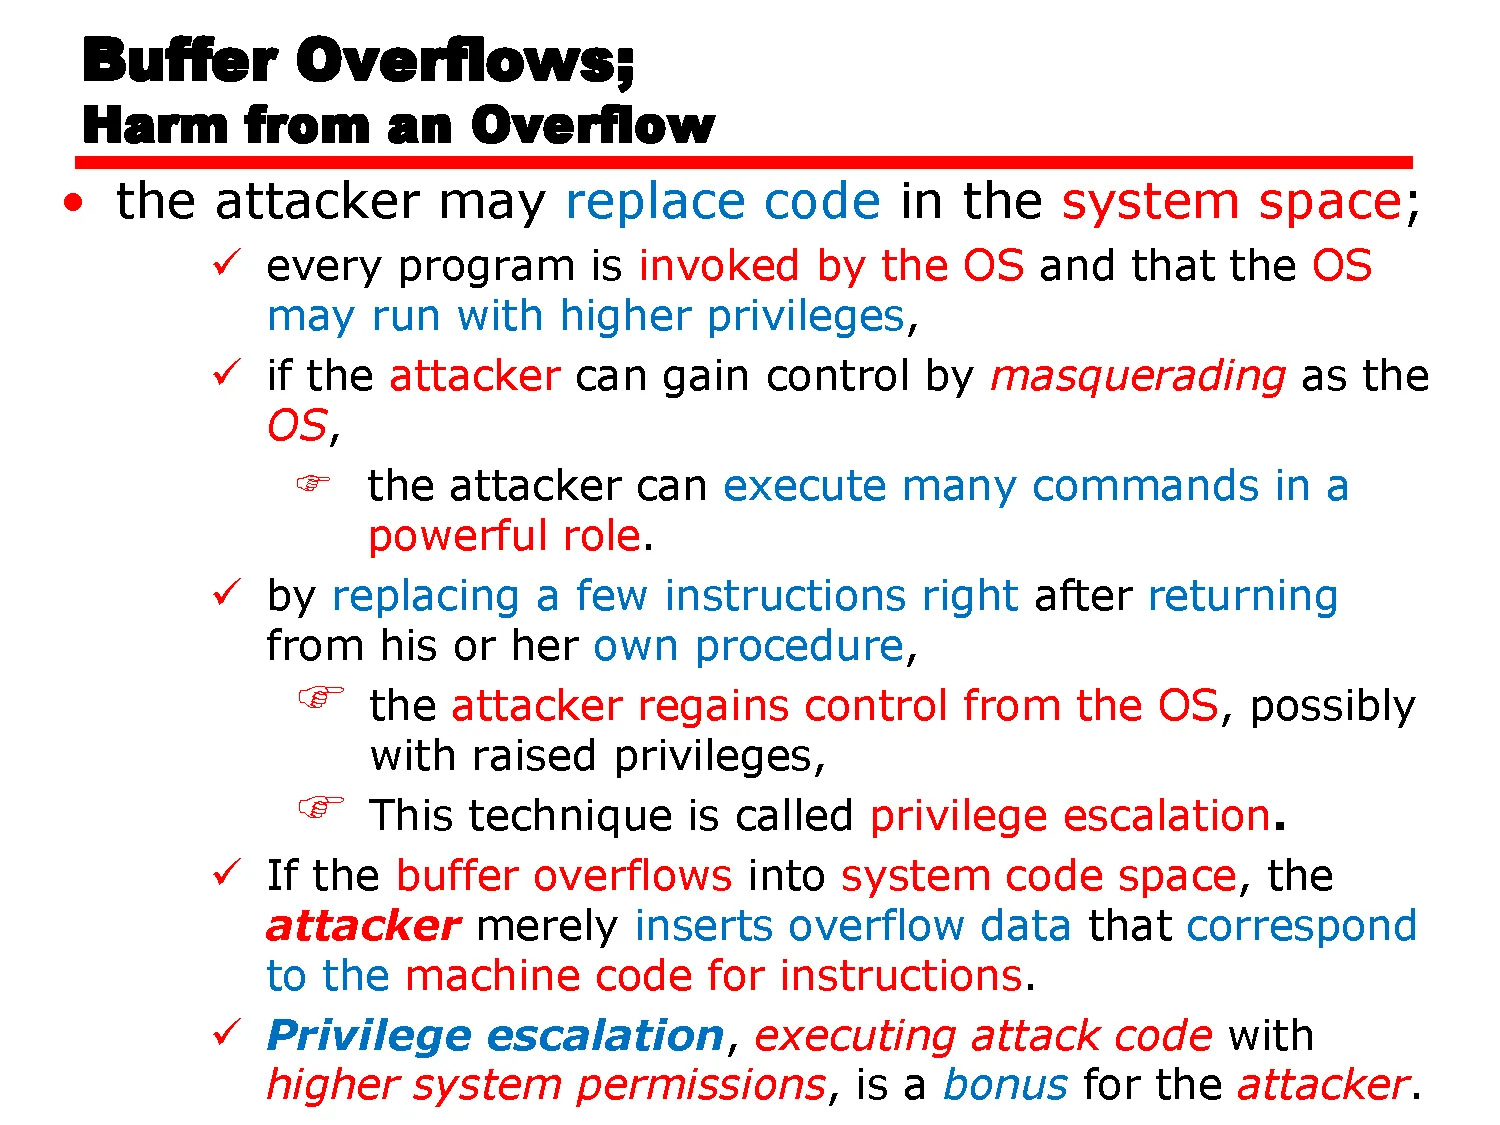 Buffer Overflows;
Harm from an Overflow
• the attacker may replace code in the system space;
✓ every program is invoked by the OS and that the OS
may run with higher privileges,
✓ if the attacker can gain control by masquerading as the
OS,
☞ the attacker can execute many commands in a
powerful role.
✓ by replacing a few instructions right after returning
from his or her own procedure,
☞ the attacker regains control from the OS, possibly
with raised privileges,
☞ This technique is called privilege escalation.
✓ If the buffer overflows into system code space, the
attacker merely inserts overflow data that correspond
to the machine code for instructions.
✓ Privilege escalation, executing attack code with
higher system permissions, is a bonus for the attacker.